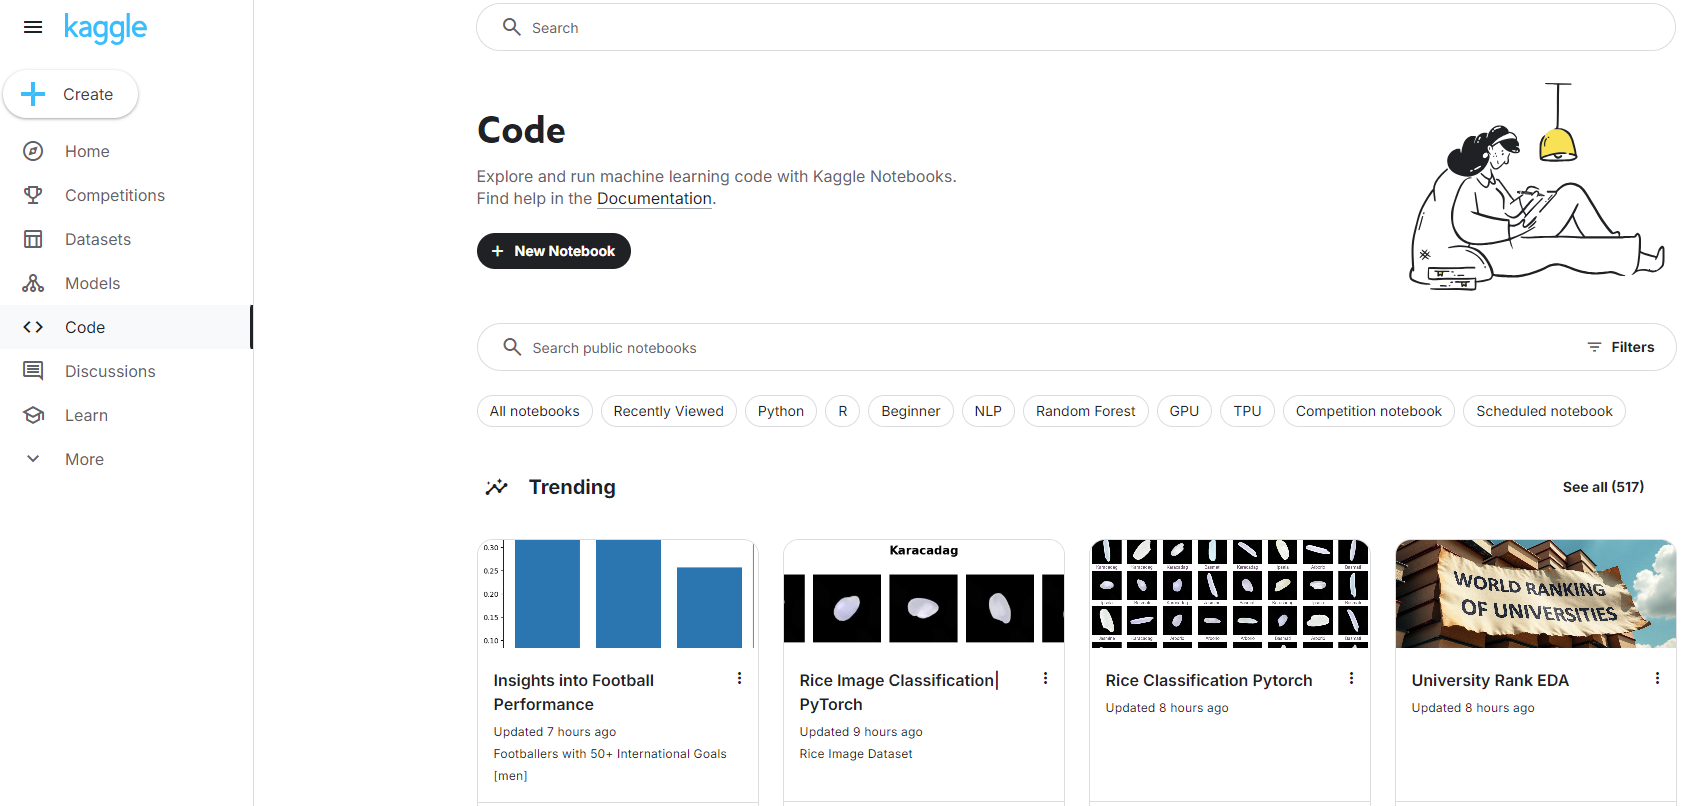 kaggle
Search
Create
Home
Competitions
Datasets
Models
Code
Discussions
Learn
More
Code
Explore and run machine learning code with Kaggle Notebooks.
Find help in the Documentation.
+ New Notebook
Search public notebooks
Filters
All notebooks
Recently Viewed
Python
R
Beginner
NLP
Random Forest
GPU
TPU
Competition notebook
Scheduled notebook
Trending
See all (517)
0.30
0.25
0.20
0.15
0.10
Insights into Football
Performance
Updated 7 hours ago
Footballers with 50+ International Goals
[men]
Karacadag
Rice Image Classification|
PyTorch
Updated 9 hours ago
Rice Image Dataset
Rice Classification Pytorch
Updated 8 hours ago
WORLD RANKING
OF UNIVERSITIES
University Rank EDA
Updated 8 hours ago